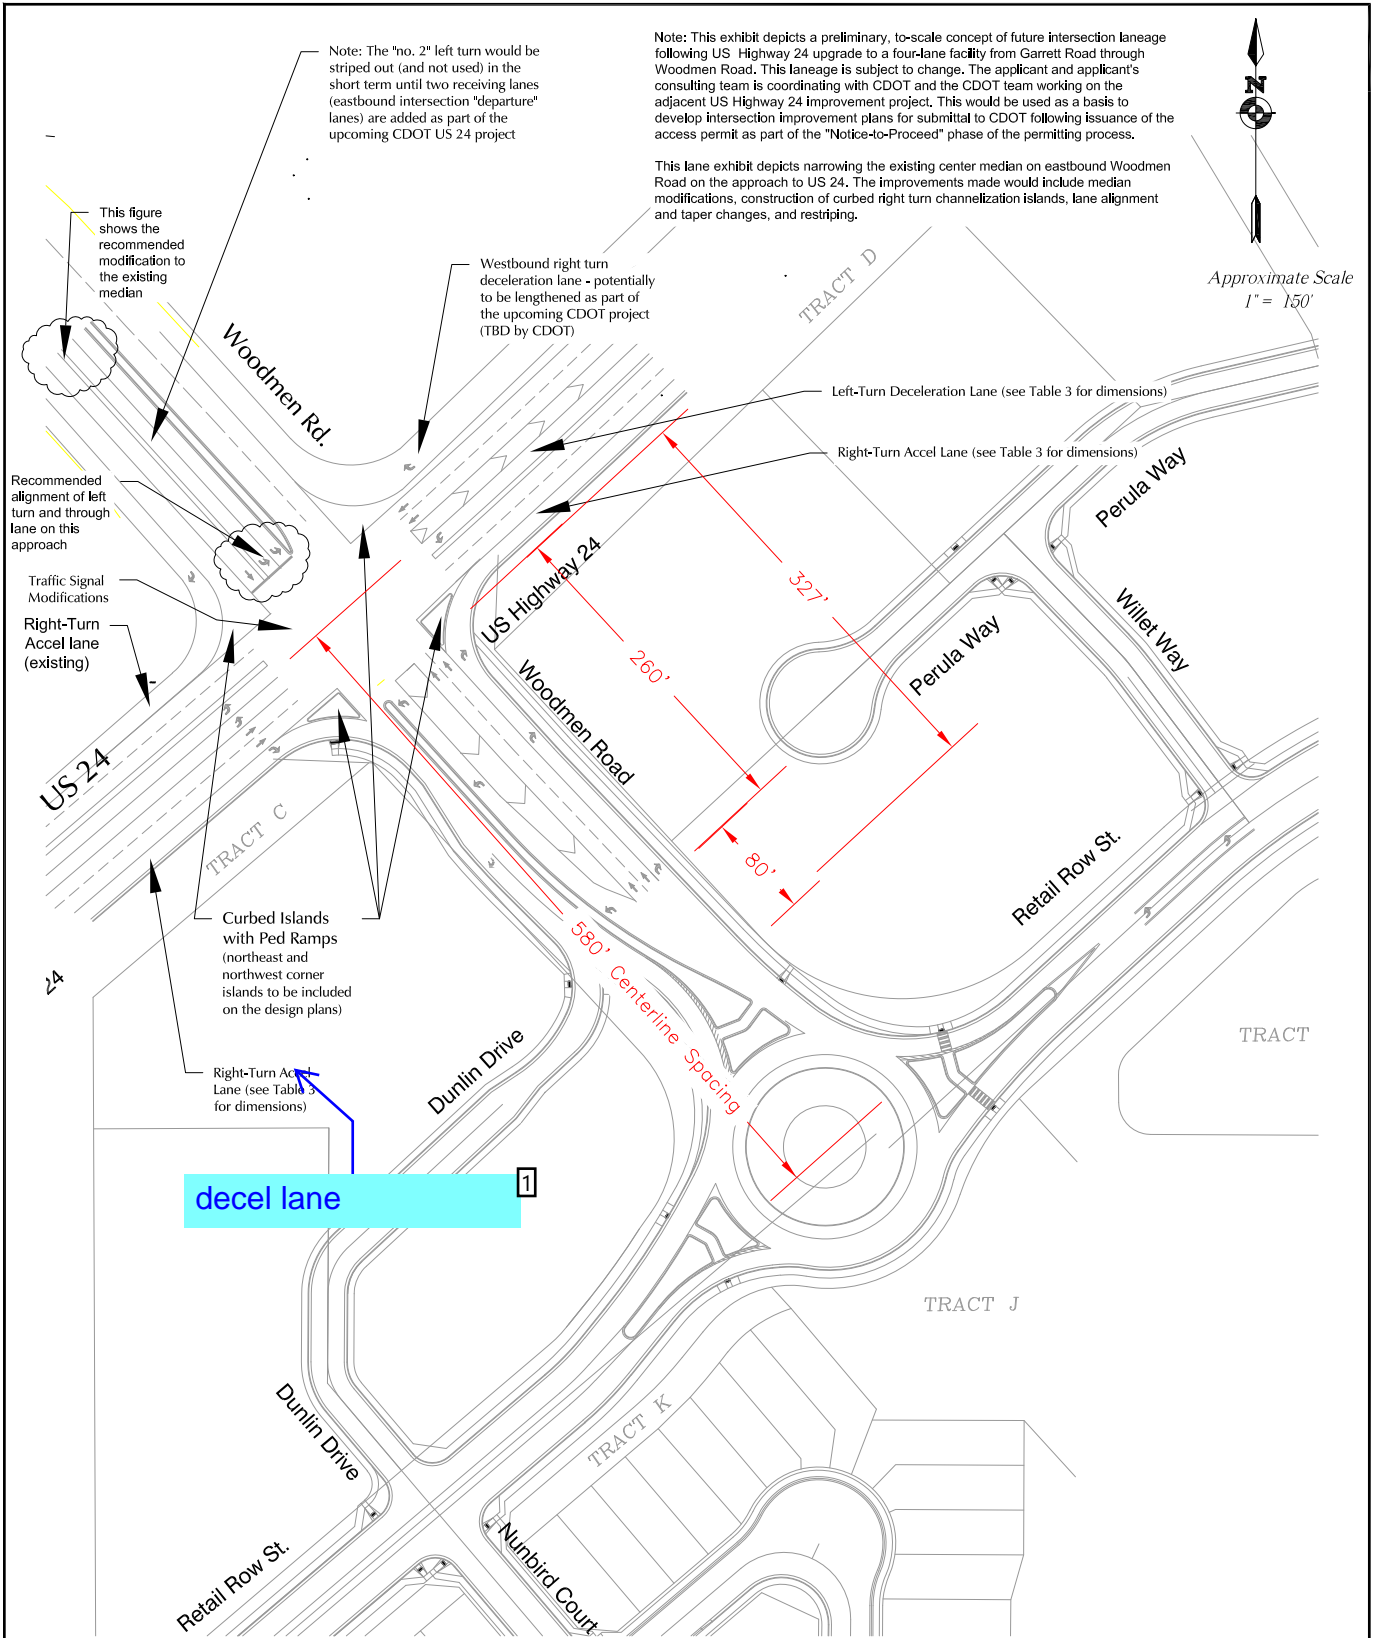 Note: The "no. 2" left turn would be
striped out (and not used) in the
short term until two receiving lanes
(eastbound intersection "departure"
lanes) are added as part of the
upcoming CDOT US 24 project
Note: This exhibit depicts a preliminary, to-scale concept of future intersection laneage
following US Highway 24 upgrade to a four-lane facility from Garrett Road through
Woodmen Road. This laneage is subject to change. The applicant and applicant's
consulting team is coordinating with CDOT and the CDOT team working on the
adjacent US Highway 24 improvement project. This would be used as a basis to
develop intersection improvement plans for submittal to CDOT following issuance of the
access permit as part of the "Notice-to-Proceed" phase of the permitting process.
This lane exhibit depicts narrowing the existing center median on eastbound Woodmen
Road on the approach to US 24. The improvements made would include median
modifications, construction of curbed right turn channelization islands, lane alignment
and taper changes, and restriping.
N
Approximate Scale
1" = 150'
This figure
shows the
recommended
modification to
the existing
median
Westbound right turn
deceleration lane - potentially
to be lengthened as part of
the upcoming CDOT project
(TBD by CDOT)
TRACT D
Woodmen Rd.
Left-Turn Deceleration Lane (see Table 3 for dimensions)
Right-Turn Accel Lane (see Table 3 for dimensions)
Perula Way
Recommended
alignment of left
turn and through
lane on this
approach
Traffic Signal
Modifications
Right-Turn
Accel lane
(existing)
US Highway 24
327'
260'
Willet Way
Perula Way
Woodmen Road
US 24
TRACT C
80'
Retail Row St.
Curbed Islands
with Ped Ramps
(northeast and
northwest corner
islands to be included
on the design plans)
580' Centerline Spacing
24
TRACT
Dunlin Drive
Right-Turn Accel
Lane (see Table 3
for dimensions)
decel lane
1
TRACT J
Dunlin Drive
TRACT K
Nunbird Court
Retail Row St.